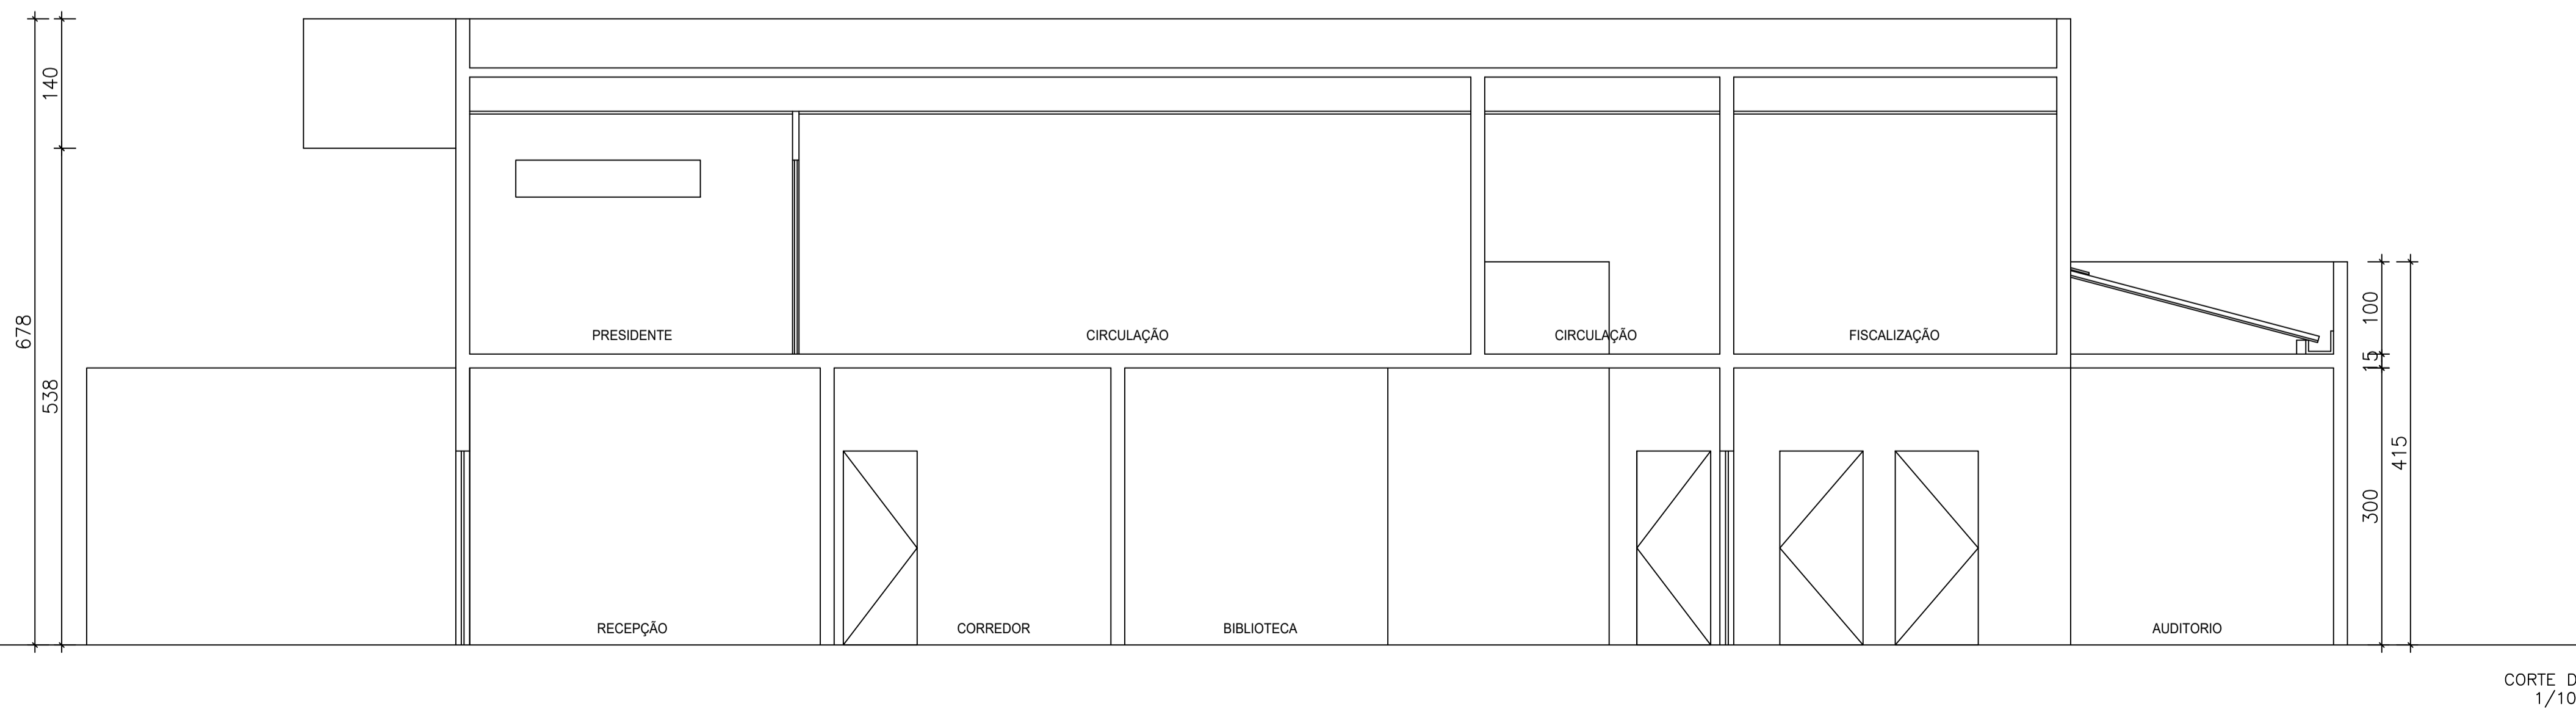 140
678
538
PRESIDENTE
CIRCULAÇÃO
CIRCULAÇÃO
FISCALIZAÇÃO
100
15
415
300
RECEPÇÃO
CORREDOR
BIBLIOTECA
AUDITORIO
CORTE D
1/10